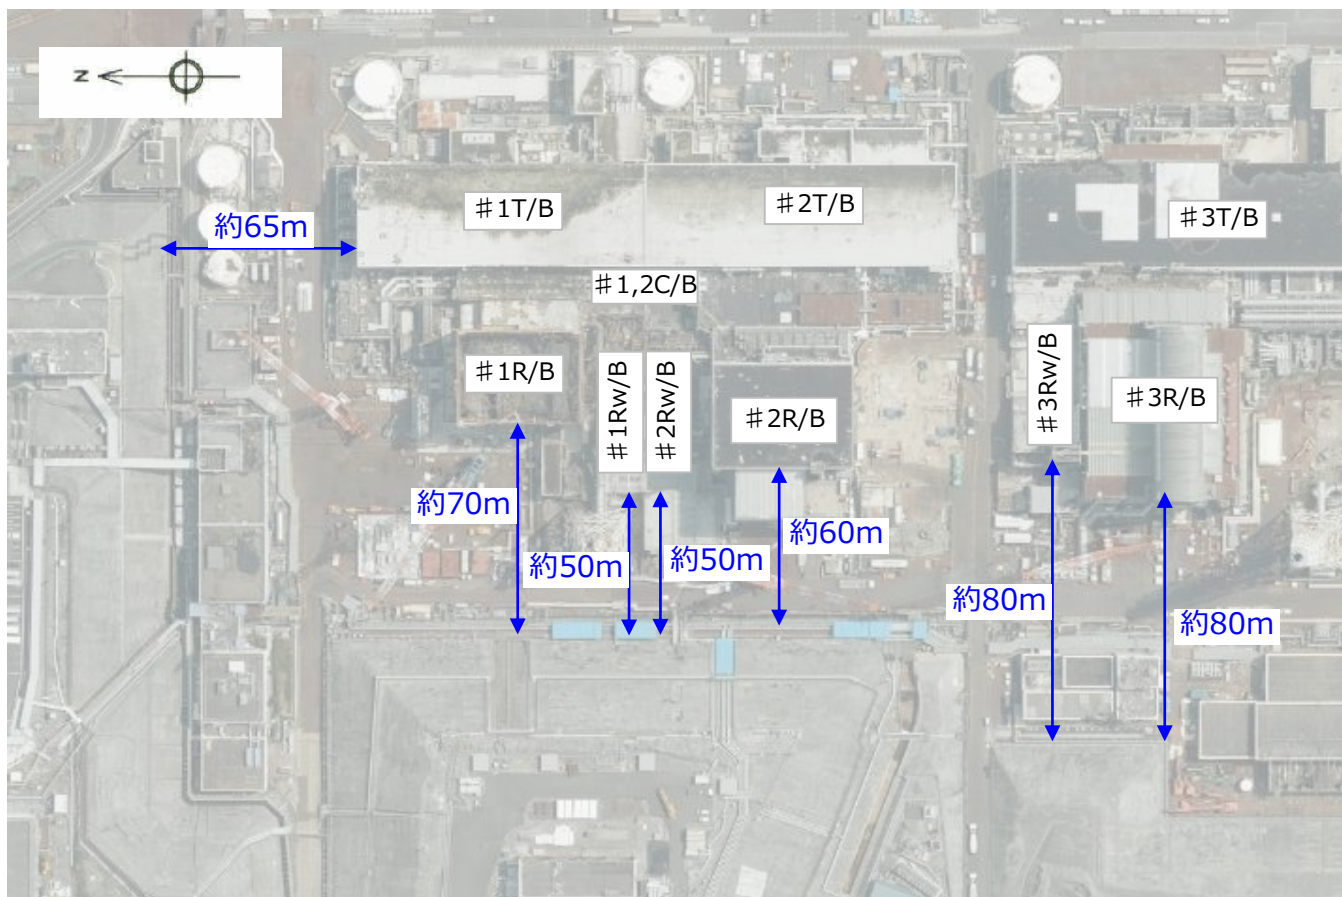 N
#1T/B
#2T/B
#3T/B
約65m
#1,2C/B
#1R/B
#1Rw/B
#2Rw/B
#2R/B
#3Rw/B
#3R/B
約70m
約50m
約50m
約60m
約80m
約80m